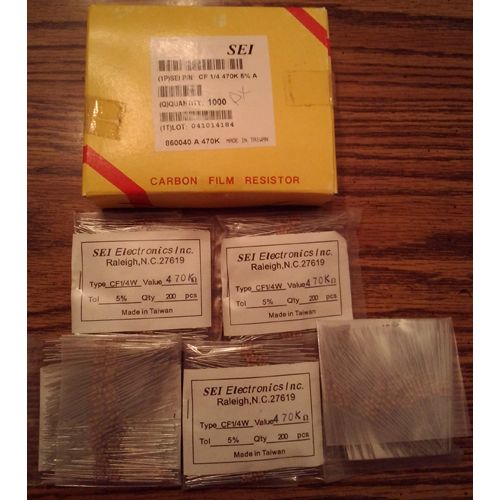 SEI
(1P)SEI P/N: CF 1/4 470K 5% A
(Q)QUANTITY: 1000
(1T)LOT: 041014184
860040 A 470K MADE IN TAIWAN
CARBON FILM RESISTOR
SEI Electronics Inc.
Raleigh,N.C.27619
Type CF1/4W Value 470KΩ
Tol 5% Qty 200 pcs
Made in Taiwan
SEI Electronics Inc.
Raleigh,N.C.27619
Type CF1/4W Value 470KΩ
Tol 5% Qty 200 pcs
Made in Taiwan
SEI Electronics Inc.
Raleigh,N.C.27619
Type CF1/4W Value 470KΩ
Tol 5% Qty 200 pcs
Made in Taiwan